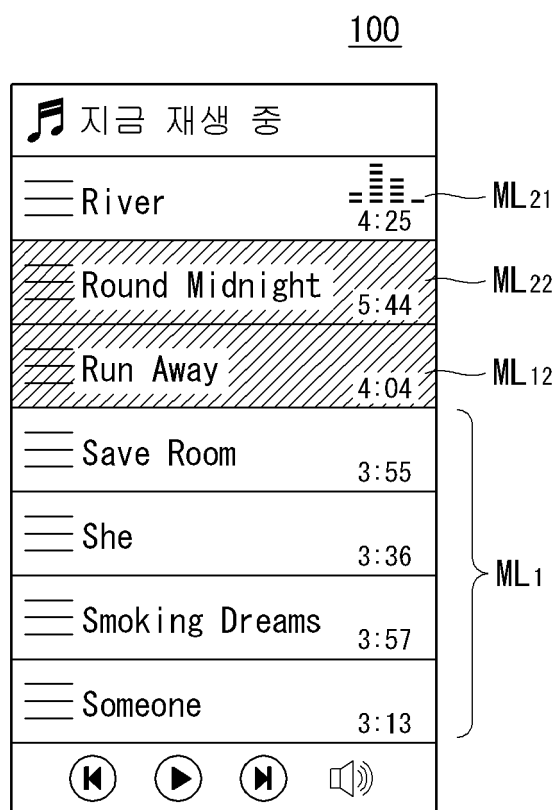 100
지금 재생 중
River
4:25
ML21
Round Midnight
5:44
ML22
Run Away
4:04
ML12
Save Room
3:55
She
3:36
ML1
Smoking Dreams
3:57
Someone
3:13